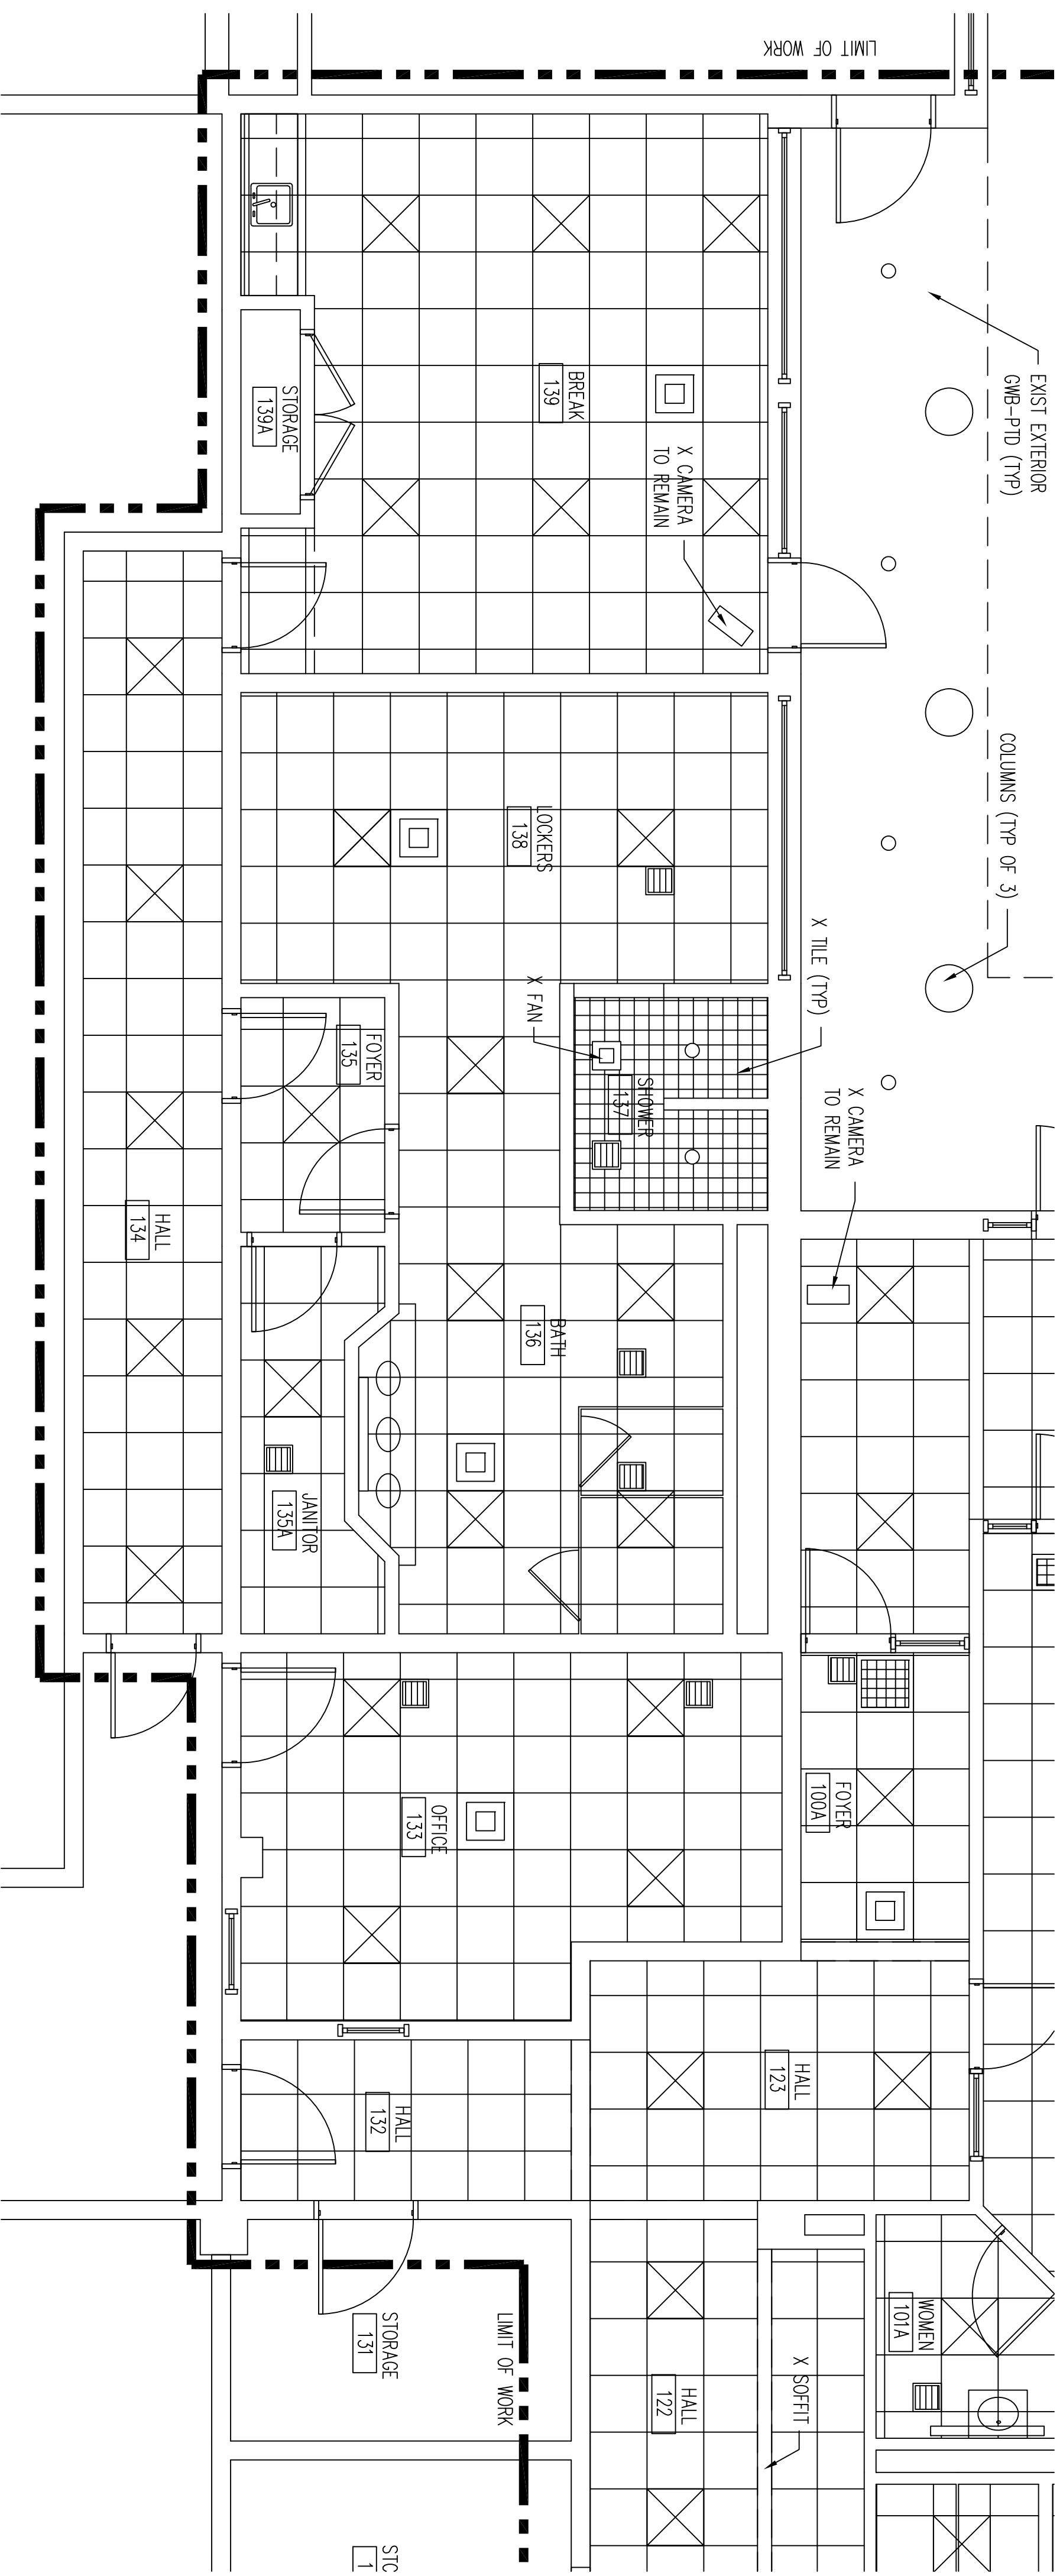 LIMIT OF WORK
EXIST EXTERIOR
GWB-PTD (TYP)
COLUMNS (TYP OF 3)
BREAK
139
STORAGE
139A
X CAMERA
TO REMAIN
LOCKERS
138
X TILE (TYP)
X FAN
SHOWER
137
X CAMERA
TO REMAIN
FOYER
135
HALL
134
BATH
136
JANITOR
135A
FOYER
100A
OFFICE
133
HALL
123
HALL
132
WOMEN
101A
STORAGE
131
LIMIT OF WORK
HALL
122
X SOFFIT